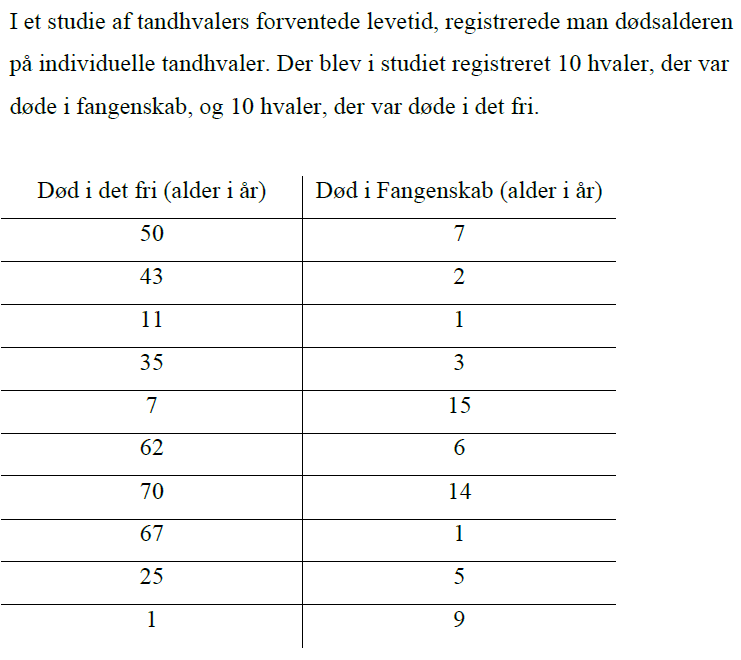 I et studie af tandhvalers forventede levetid, registrerede man dødsalderen
på individuelle tandhvaler. Der blev i studiet registreret 10 hvaler, der var
døde i fangenskab, og 10 hvaler, der var døde i det fri.
Død i det fri (alder i år) Død i Fangenskab (alder i år)
50 7
43 2
11 1
35 3
7 15
62 6
70 14
67 1
25 5
1 9